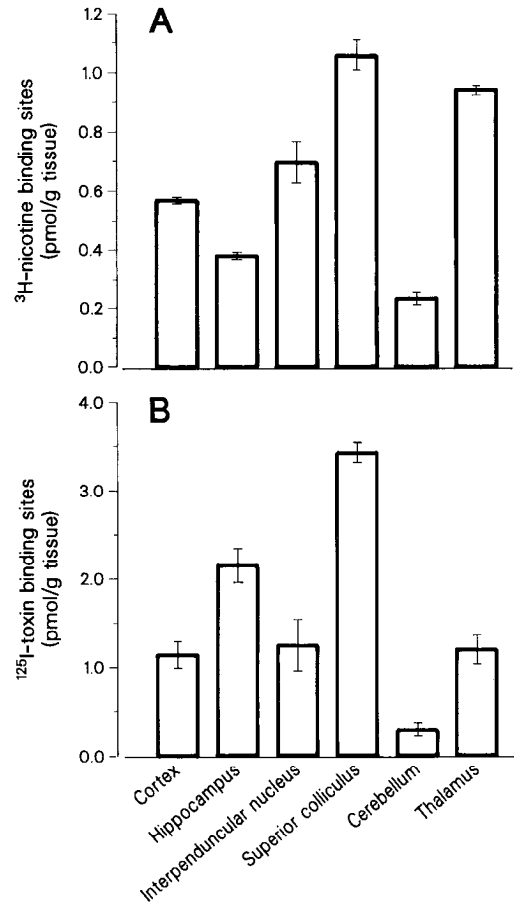 A
1.2
1.0
0.8
0.6
0.4
0.2
0.0
³H-nicotine binding sites
(pmol/g tissue)
B
4.0
3.0
2.0
1.0
0.0
¹²⁵I-toxin binding sites
(pmol/g tissue)
Cortex
Hippocampus
Interpenduncular nucleus
Superior colliculus
Cerebellum
Thalamus